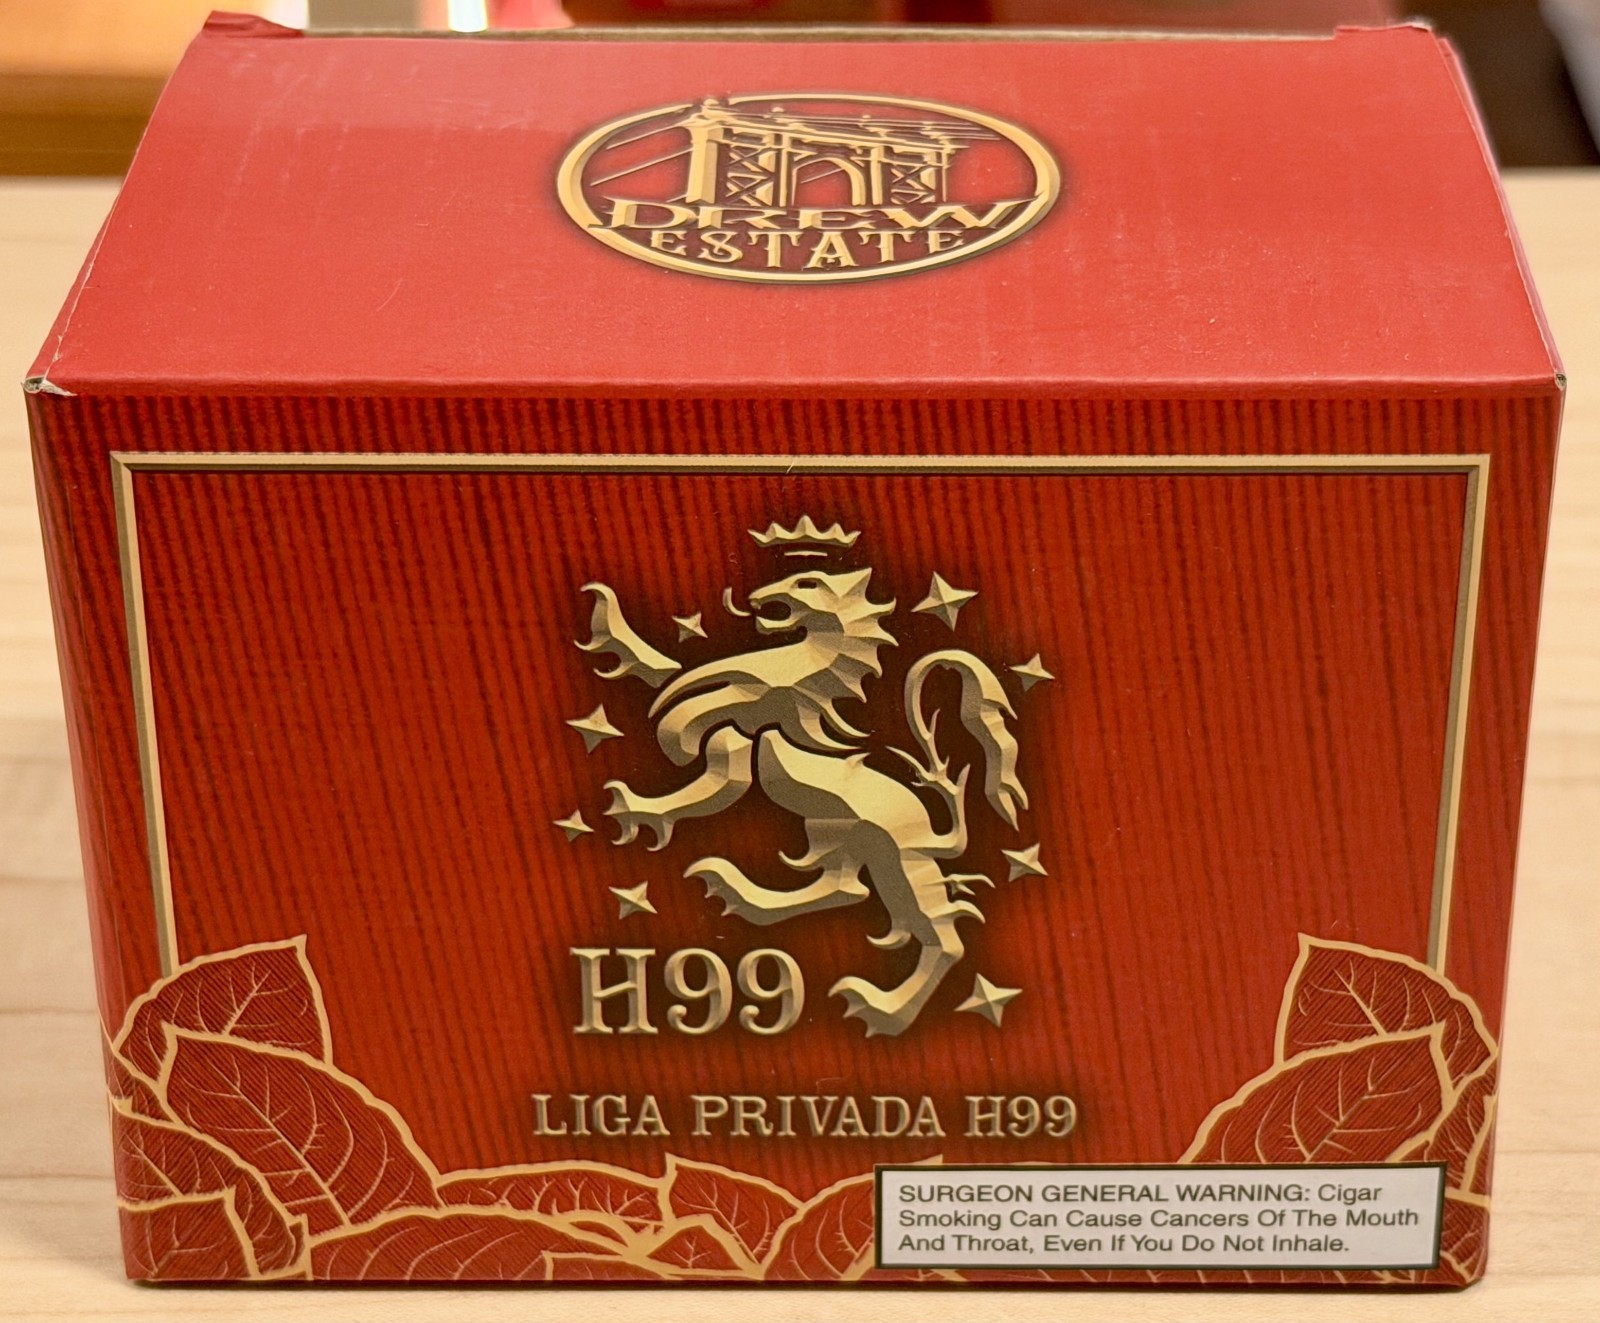 DREW
ESTATE
H99
LIGA PRIVADA H99
SURGEON GENERAL WARNING: Cigar
Smoking Can Cause Cancers Of The Mouth
And Throat, Even If You Do Not Inhale.